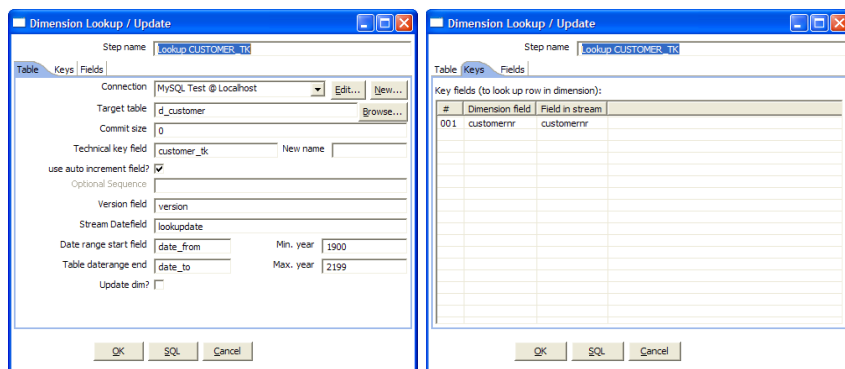 Dimension Lookup / Update
Step name Lookup CUSTOMER_TK
Table Keys Fields
Connection MySQL Test @ Localhost Edit... New...
Target table d_customer Browse...
Commit size 0
Technical key field customer_tk New name
use auto increment field?
Optional Sequence
Version field version
Stream Datefield lookupdate
Date range start field date_from Min. year 1900
Table daterange end date_to Max. year 2199
Update dim?
OK SQL Cancel
Dimension Lookup / Update
Step name Lookup CUSTOMER_TK
Table Keys Fields
Key fields (to look up row in dimension):
# Dimension field Field in stream
001 customernr customernr
OK SQL Cancel